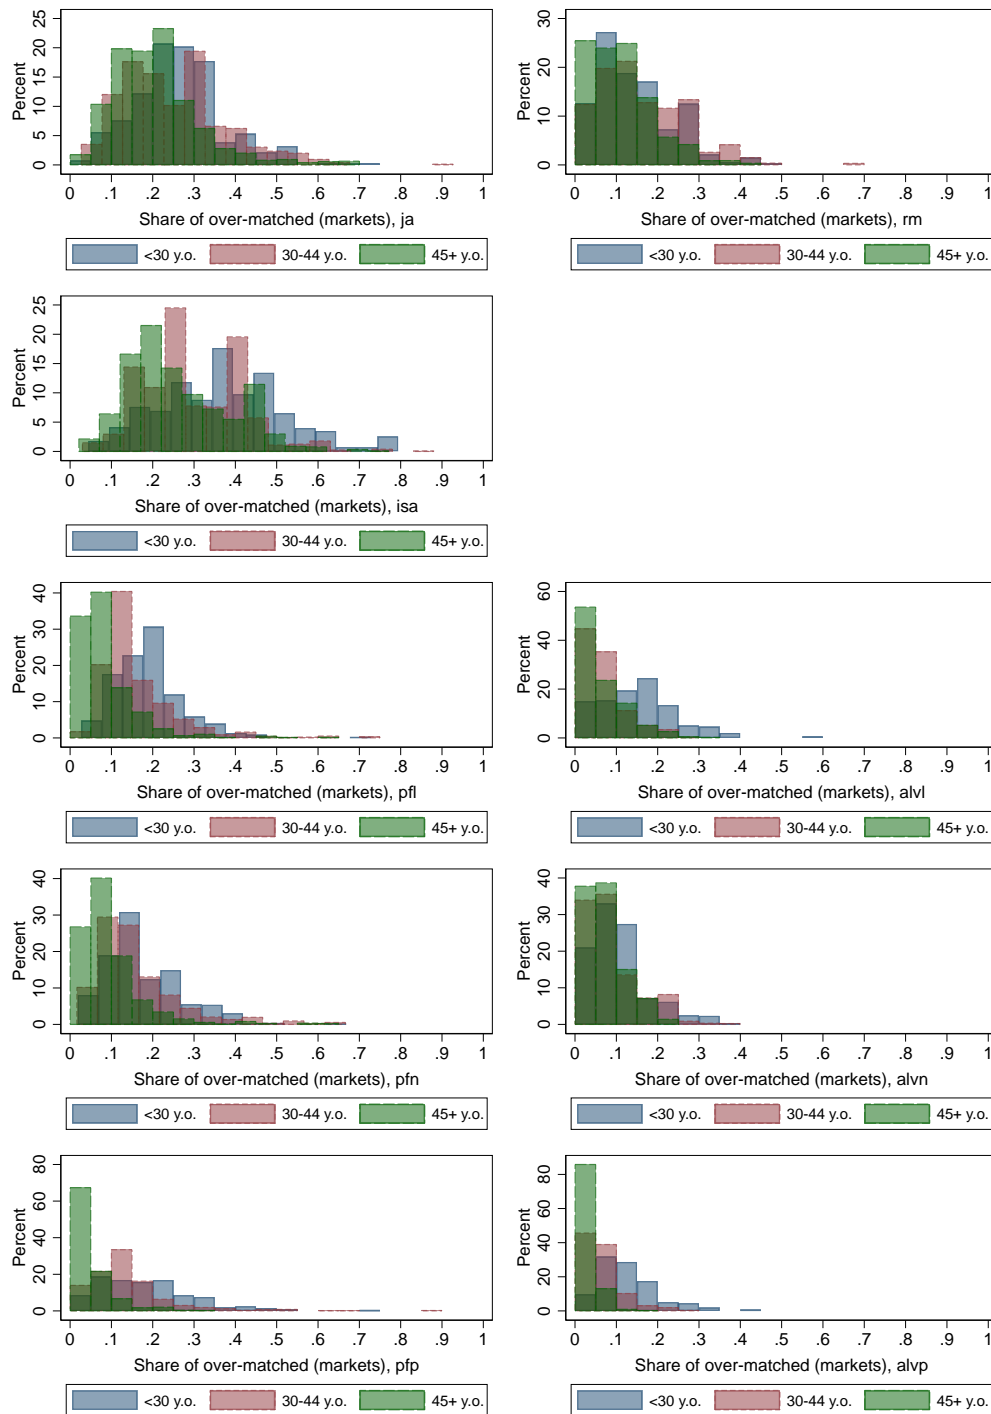 Percent
25
20
15
10
5
0
0 .1 .2 .3 .4 .5 .6 .7 .8 .9 1
Share of over-matched (markets), ja
<30 y.o. 30-44 y.o. 45+ y.o.
Percent
30
20
10
0
0 .1 .2 .3 .4 .5 .6 .7 .8 .9 1
Share of over-matched (markets), rm
<30 y.o. 30-44 y.o. 45+ y.o.
Percent
25
20
15
10
5
0
0 .1 .2 .3 .4 .5 .6 .7 .8 .9 1
Share of over-matched (markets), isa
<30 y.o. 30-44 y.o. 45+ y.o.
Percent
40
30
20
10
0
0 .1 .2 .3 .4 .5 .6 .7 .8 .9 1
Share of over-matched (markets), pfl
<30 y.o. 30-44 y.o. 45+ y.o.
Percent
60
40
20
0
0 .1 .2 .3 .4 .5 .6 .7 .8 .9 1
Share of over-matched (markets), alvl
<30 y.o. 30-44 y.o. 45+ y.o.
Percent
40
30
20
10
0
0 .1 .2 .3 .4 .5 .6 .7 .8 .9 1
Share of over-matched (markets), pfn
<30 y.o. 30-44 y.o. 45+ y.o.
Percent
40
30
20
10
0
0 .1 .2 .3 .4 .5 .6 .7 .8 .9 1
Share of over-matched (markets), alvn
<30 y.o. 30-44 y.o. 45+ y.o.
Percent
80
60
40
20
0
0 .1 .2 .3 .4 .5 .6 .7 .8 .9 1
Share of over-matched (markets), pfp
<30 y.o. 30-44 y.o. 45+ y.o.
Percent
80
60
40
20
0
0 .1 .2 .3 .4 .5 .6 .7 .8 .9 1
Share of over-matched (markets), alvp
<30 y.o. 30-44 y.o. 45+ y.o.